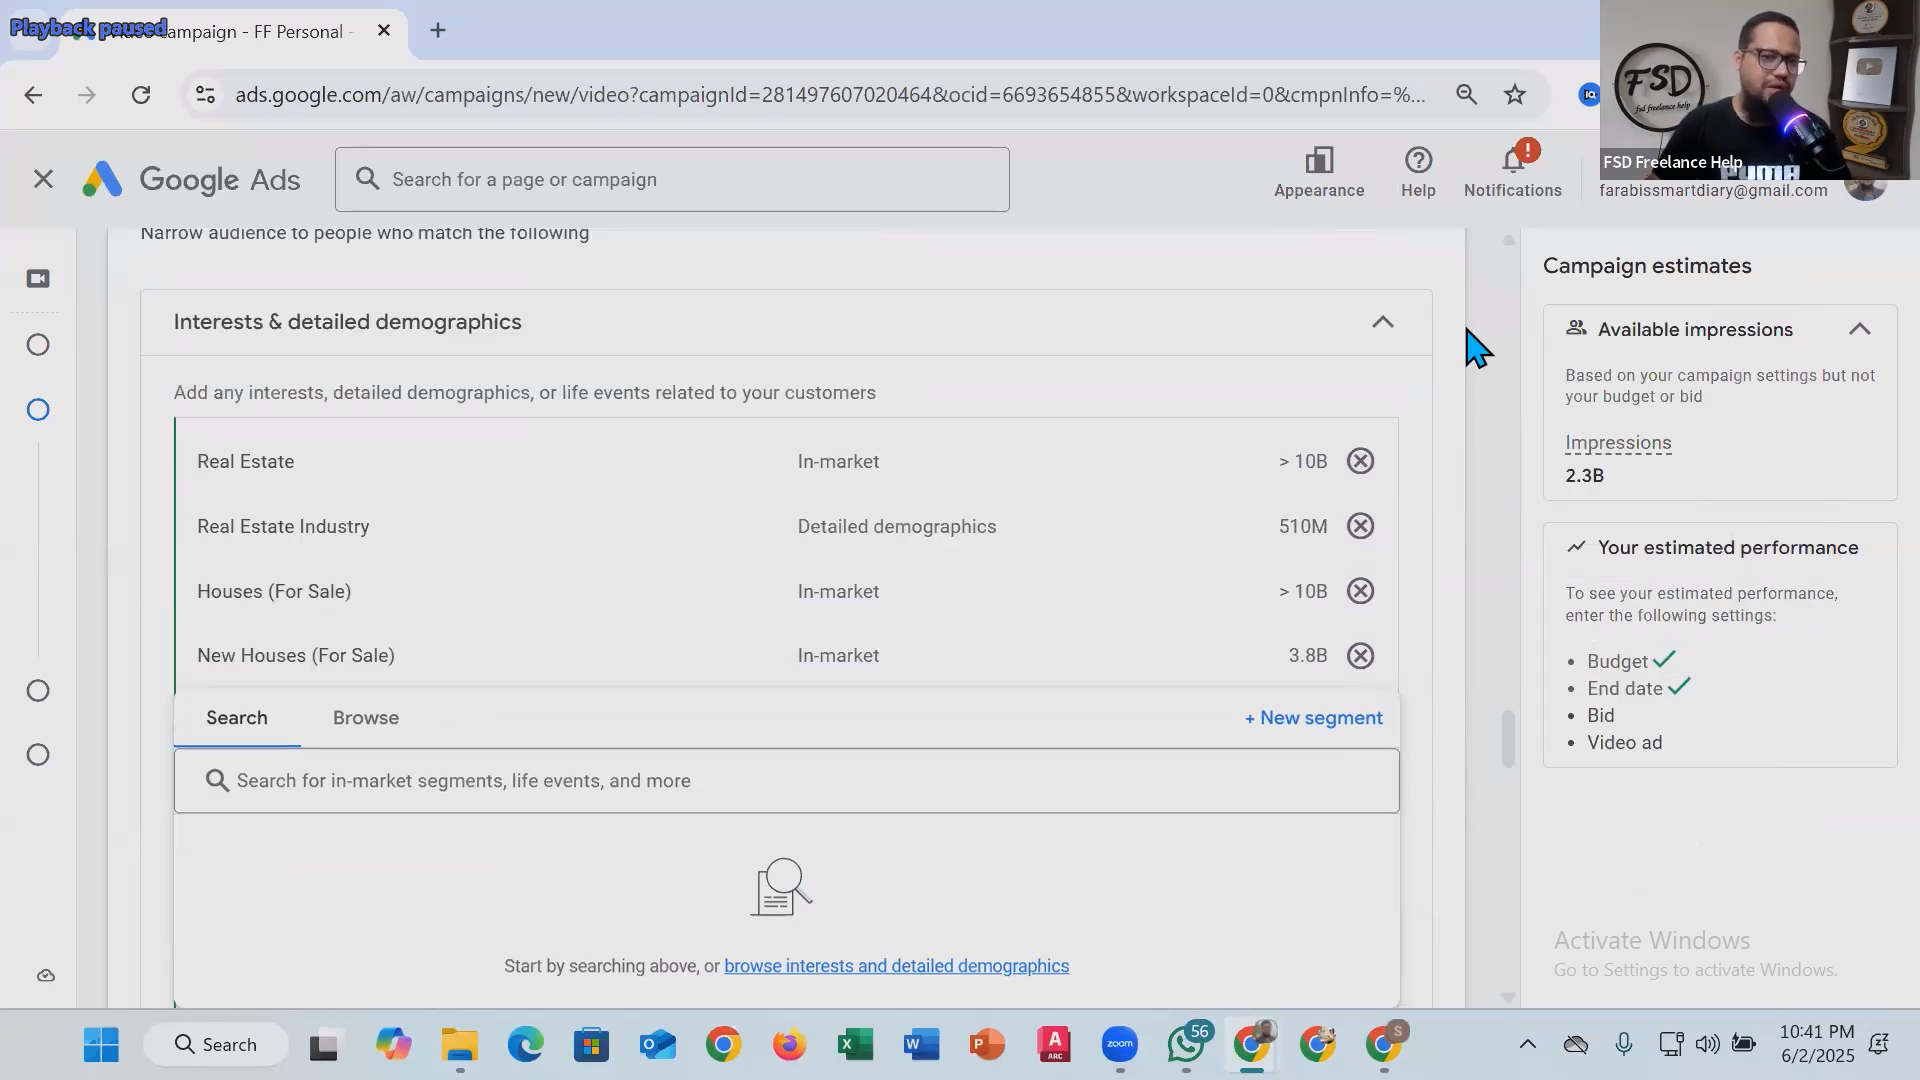 Playback paused
campaign - FF Personal -
ads.google.com/aw/campaigns/new/video?campaignId=281497607020464&ocid=6693654855&workspaceId=0&cmpnInfo=%...
FSD
fsd freelance help
FSD Freelance Help
PUMA
Google Ads
Search for a page or campaign
Appearance
Help
Notifications
farabissmartdiary@gmail.com
Narrow audience to people who match the following
Interests & detailed demographics
Add any interests, detailed demographics, or life events related to your customers
Real Estate In-market > 10B
Real Estate Industry Detailed demographics 510M
Houses (For Sale) In-market > 10B
New Houses (For Sale) In-market 3.8B
Search Browse + New segment
Search for in-market segments, life events, and more
Start by searching above, or browse interests and detailed demographics
Campaign estimates
Available impressions
Based on your campaign settings but not
your budget or bid
Impressions
2.3B
Your estimated performance
To see your estimated performance,
enter the following settings:
• Budget
• End date
• Bid
• Video ad
Activate Windows
Go to Settings to activate Windows.
Search
ARC
zoom
56
S
10:41 PM
6/2/2025